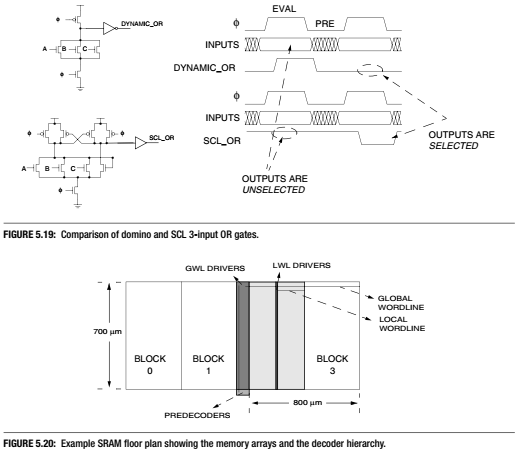 EVAL
PRE
ϕ
DYNAMIC_OR
A B C
ϕ
ϕ
INPUTS
DYNAMIC_OR
ϕ
INPUTS
SCL_OR
ϕ
ϕ
SCL_OR
A B C
ϕ
OUTPUTS ARE
SELECTED
OUTPUTS ARE
UNSELECTED
FIGURE 5.19: Comparison of domino and SCL 3-input OR gates.
GWL DRIVERS
LWL DRIVERS
GLOBAL
WORDLINE
LOCAL
WORDLINE
700 µm
BLOCK
0
BLOCK
1
BLOCK
3
800 µm
PREDECODERS
FIGURE 5.20: Example SRAM floor plan showing the memory arrays and the decoder hierarchy.